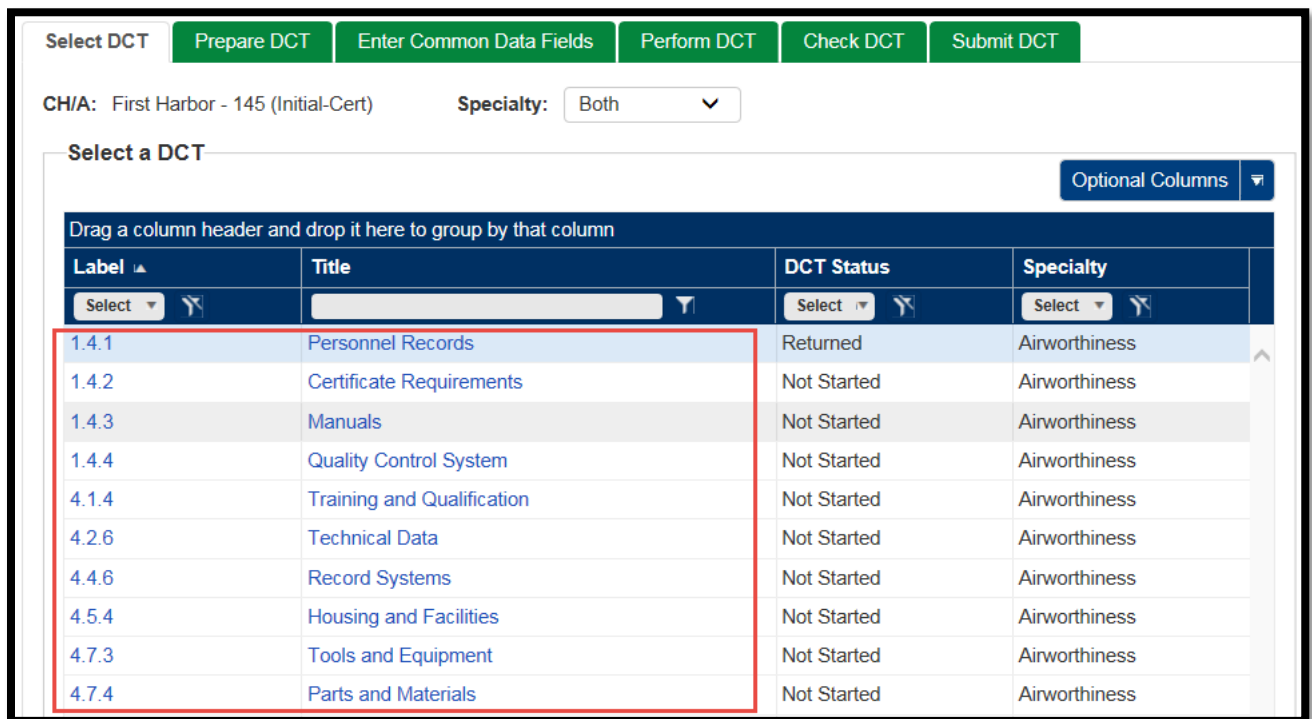 Select DCT Prepare DCT Enter Common Data Fields Perform DCT Check DCT Submit DCT
CH/A: First Harbor - 145 (Initial-Cert) Specialty: Both
Select a DCT
Optional Columns
Drag a column header and drop it here to group by that column
Label Title DCT Status Specialty
Select Select Select
1.4.1 Personnel Records Returned Airworthiness
1.4.2 Certificate Requirements Not Started Airworthiness
1.4.3 Manuals Not Started Airworthiness
1.4.4 Quality Control System Not Started Airworthiness
4.1.4 Training and Qualification Not Started Airworthiness
4.2.6 Technical Data Not Started Airworthiness
4.4.6 Record Systems Not Started Airworthiness
4.5.4 Housing and Facilities Not Started Airworthiness
4.7.3 Tools and Equipment Not Started Airworthiness
4.7.4 Parts and Materials Not Started Airworthiness